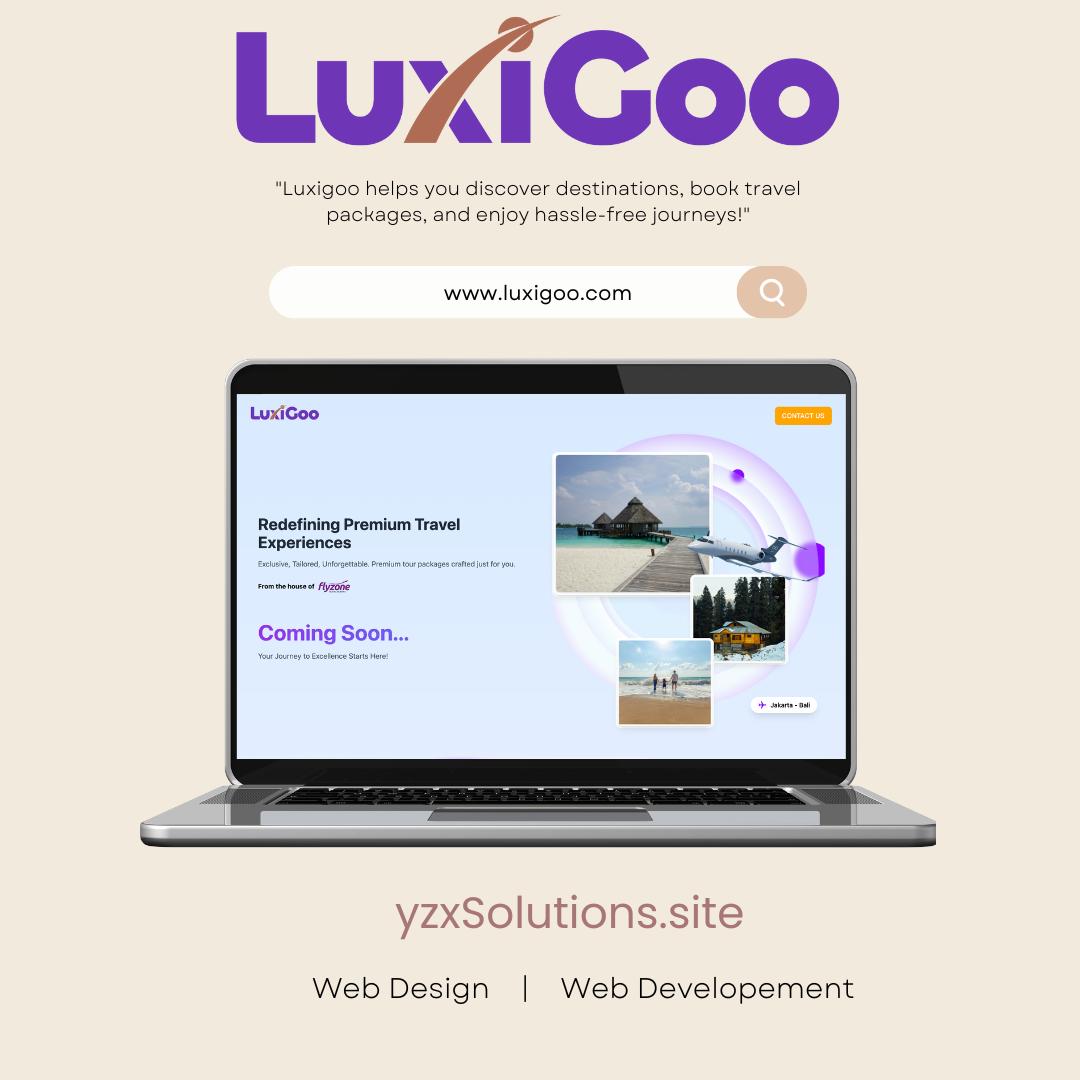 LuxiGoo
"Luxigoo helps you discover destinations, book travel
packages, and enjoy hassle-free journeys!"
www.luxigoo.com
LuxiGoo
CONTACT US
Redefining Premium Travel
Experiences
Exclusive, Tailored, Unforgettable. Premium tour packages crafted just for you.
From the house of flyzone
Coming Soon...
Your Journey to Excellence Starts Here!
Jakarta - Bali
yzxSolutions.site
Web Design | Web Developement